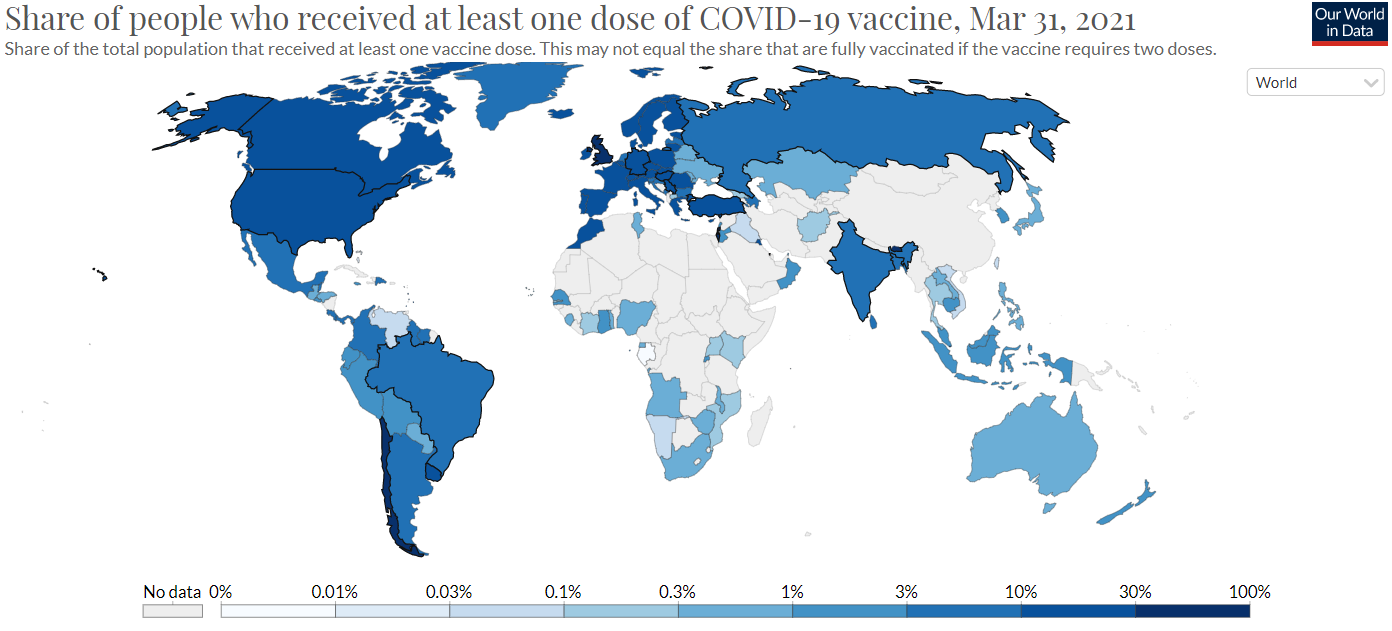 Share of people who received at least one dose of COVID-19 vaccine, Mar 31, 2021
Share of the total population that received at least one vaccine dose. This may not equal the share that are fully vaccinated if the vaccine requires two doses.
Our World
in Data
World
No data 0% 0.01% 0.03% 0.1% 0.3% 1% 3% 10% 30% 100%